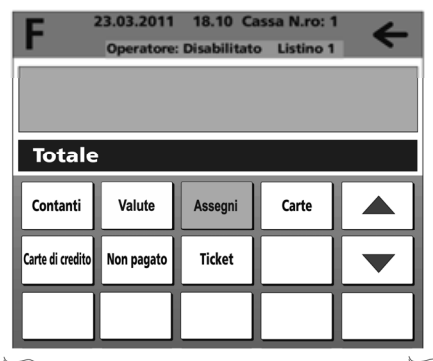 F
23.03.2011 18.10 Cassa N.ro: 1
Operatore: Disabilitato Listino 1
Totale
Contanti Valute Assegni Carte
Carte di credito Non pagato Ticket